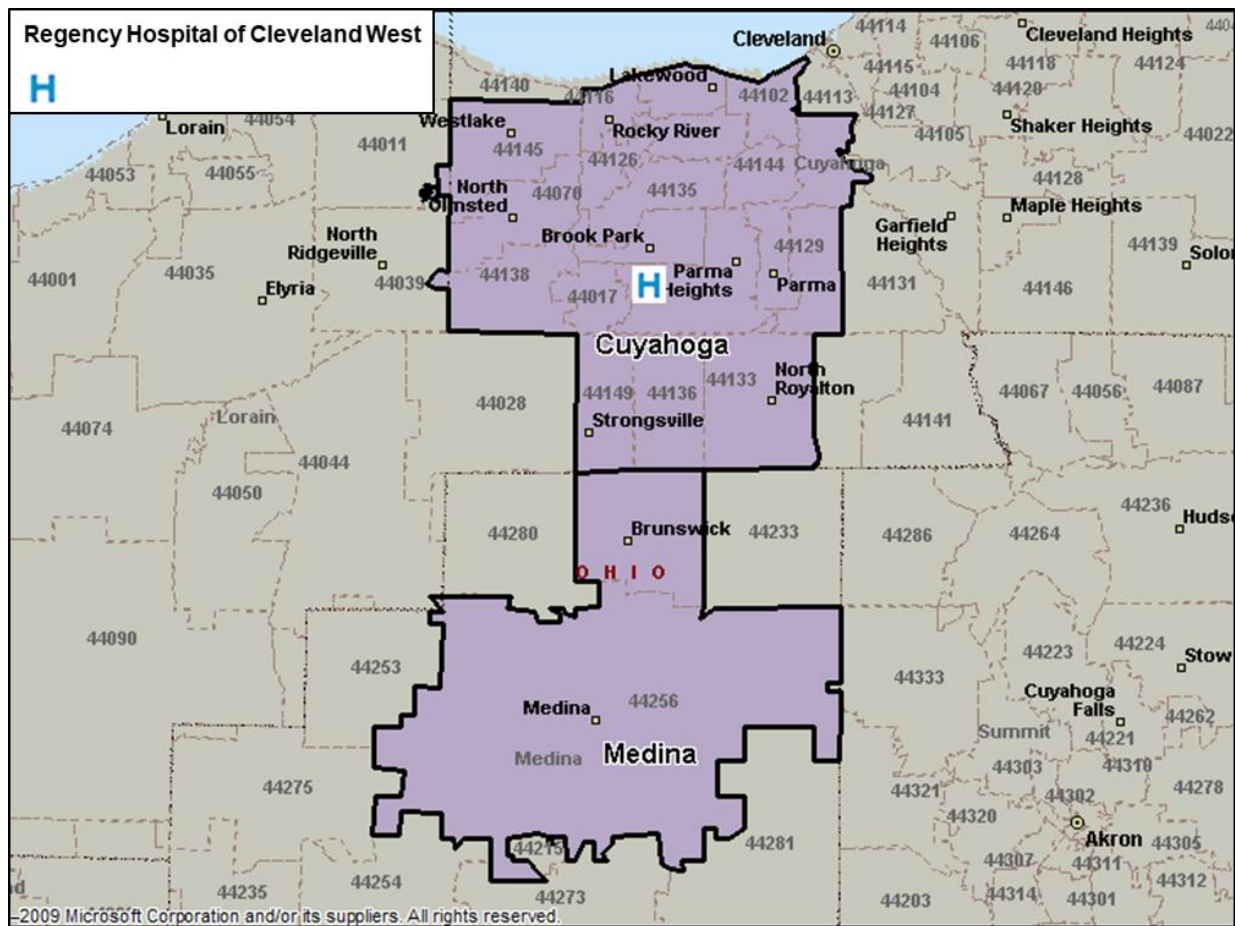 Regency Hospital of Cleveland West
H
Cleveland
44114
44106
Cleveland Heights
44118
44124
44140
Lakewood
44102
44113
44115
44104
44120
44116
44127
Lorain
44054
44011
Westlake
44145
Rocky River
44126
44144
Cuyahoga
44105
Shaker Heights
44022
44053
44055
North
Olmsted
44070
44135
44128
Maple Heights
North
Ridgeville
Brook Park
44129
Garfield
Heights
44139
44001
44035
44039
44138
Parma
Heights
H
Parma
44131
44146
Elyria
44017
Cuyahoga
North
Royalton
44149
44136
44133
44067
44056
44087
44028
Lorain
Strongsville
44141
44074
44044
44050
44236
44280
Brunswick
44233
44286
44264
OHIO
44090
44253
44223
44224
Stow
44256
44333
Medina
Cuyahoga
Falls
44262
Summit
44221
Medina
Medina
44303
44310
44275
44321
44302
44278
44320
Akron
44215
44281
44305
44307
44311
44235
44254
44273
44203
44314
44301
44312
2009 Microsoft Corporation and/or its suppliers. All rights reserved.